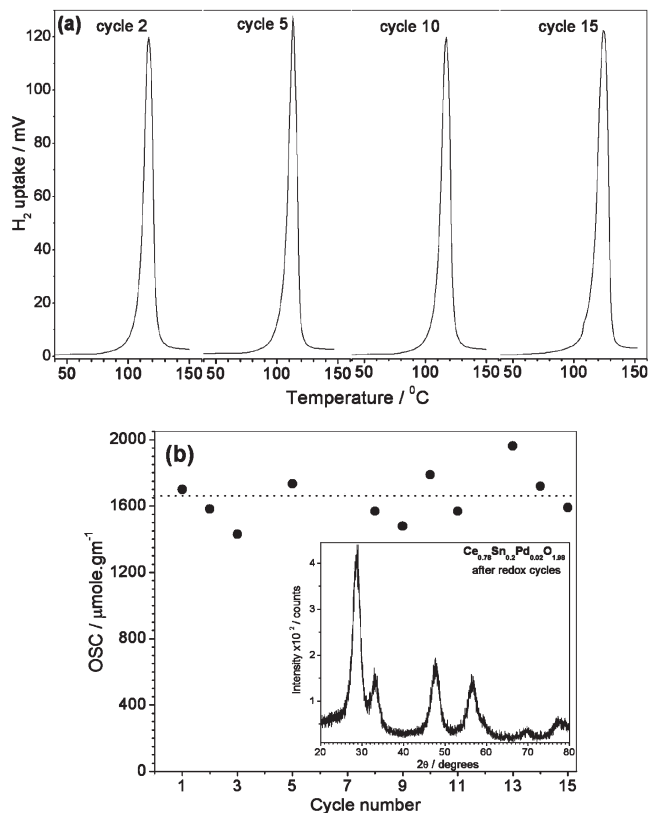 (a)
cycle 2
cycle 5
cycle 10
cycle 15
120
100
80
60
40
20
0
H₂ uptake / mV
50 100 150 50 100 150 50 100 150 50 100 150
Temperature / ⁰C
(b)
2000
1600
1200
800
400
0
OSC / μmole.gm⁻¹
Ce₀.₇₈Sn₀.₂Pd₀.₀₂O₁.₉₈
after redox cycles
4
3
2
1
Intensity x10⁻² / counts
20 30 40 50 60 70 80
2θ / degrees
1 3 5 7 9 11 13 15
Cycle number